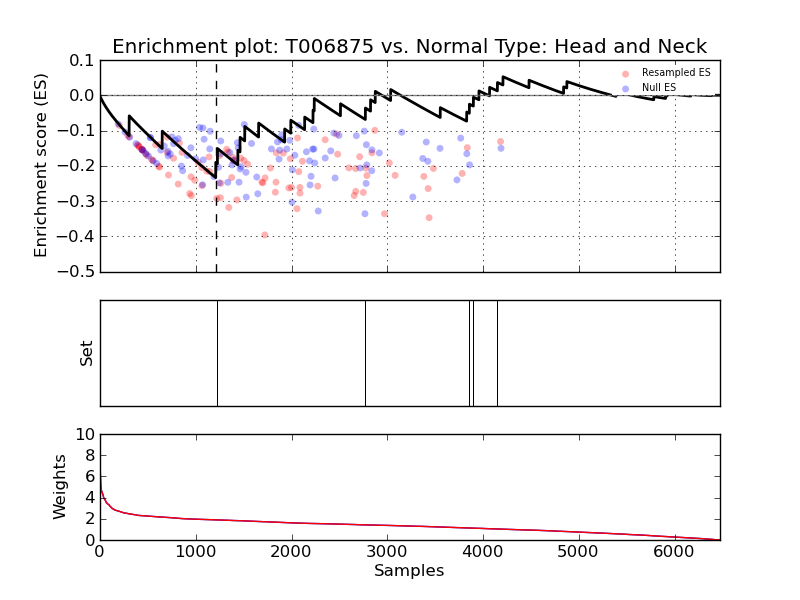 Enrichment plot: T006875 vs. Normal Type: Head and Neck
Enrichment score (ES)
0.1
0.0
−0.1
−0.2
−0.3
−0.4
−0.5
Resampled ES
Null ES
Set
Weights
10
8
6
4
2
0
0
1000
2000
3000
4000
5000
6000
Samples